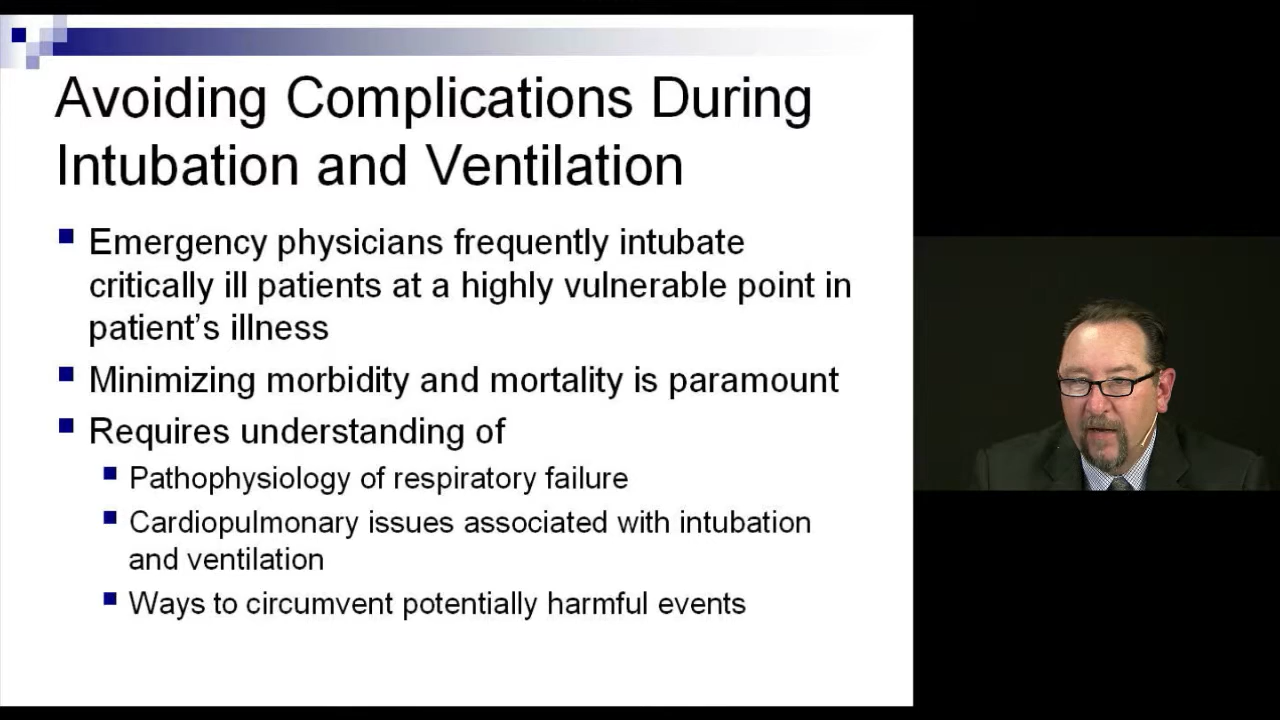 Avoiding Complications During
Intubation and Ventilation
Emergency physicians frequently intubate
critically ill patients at a highly vulnerable point in
patient’s illness
Minimizing morbidity and mortality is paramount
Requires understanding of
Pathophysiology of respiratory failure
Cardiopulmonary issues associated with intubation
and ventilation
Ways to circumvent potentially harmful events